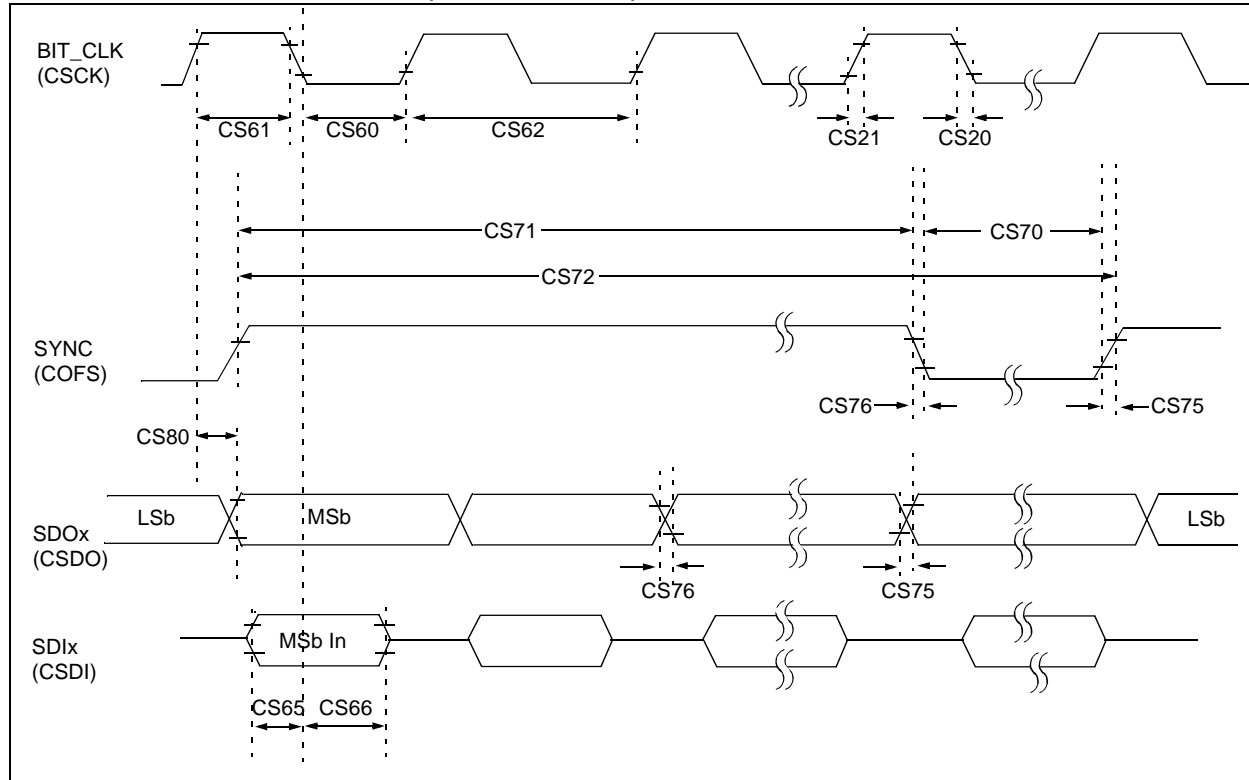 BIT_CLK
(CSCK)
CS61
CS60
CS62
CS21
CS20
CS71
CS70
CS72
SYNC
(COFS)
CS76
CS75
CS80
SDOx
(CSDO)
LSb
MSb
LSb
CS76
CS75
SDIx
(CSDI)
MSb In
CS65
CS66